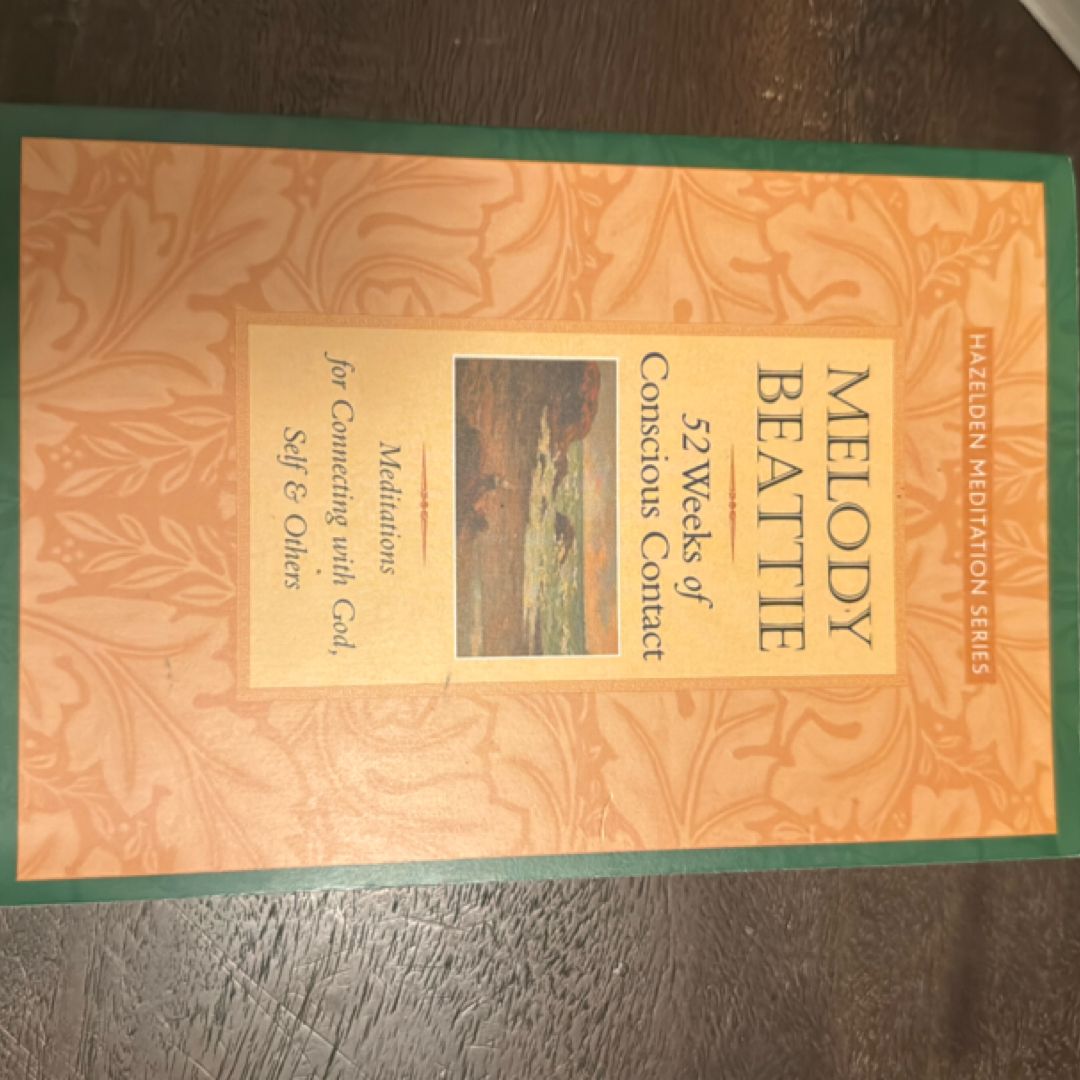 HAZELDEN MEDITATION SERIES
MELODY
BEATTIE
52 Weeks of
Conscious Contact
Meditations
for Connecting with God,
Self & Others